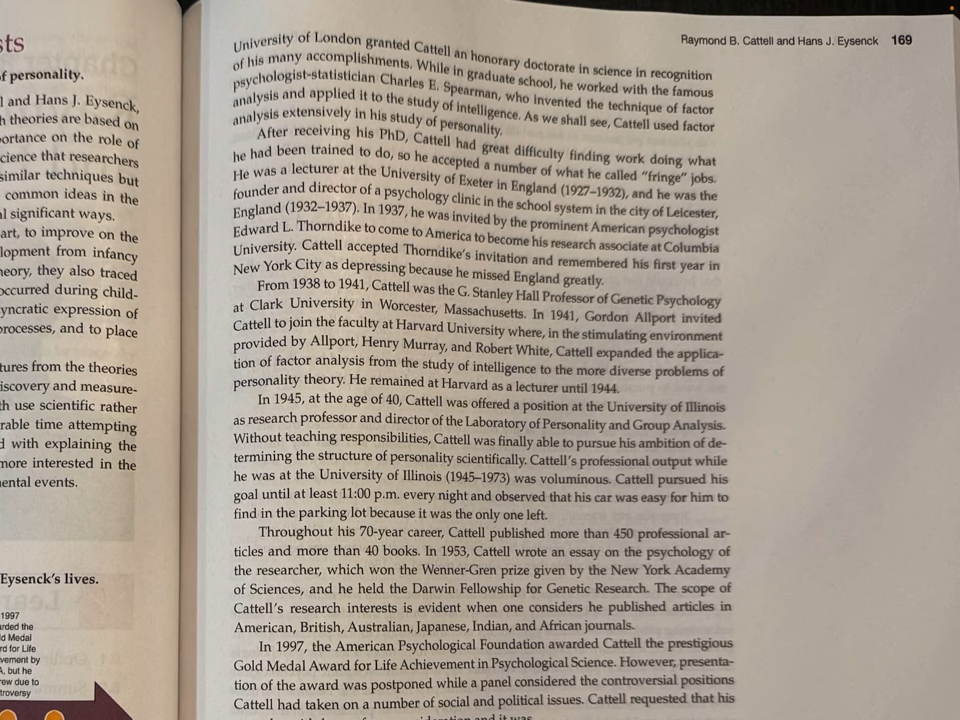 sts
f personality.
l and Hans J. Eysenck,
h theories are based on
portance on the role of
cience that researchers
similar techniques but
common ideas in the
al significant ways.
art, to improve on the
lopment from infancy
heory, they also traced
occurred during child-
yncratic expression of
processes, and to place
tures from the theories
iscovery and measure-
th use scientific rather
rable time attempting
d with explaining the
more interested in the
ental events.
Eysenck's lives.
1997
arded the
d Medal
rd for Life
vement by
A, but he
rew due to
troversy
Raymond B. Cattell and Hans J. Eysenck 169
University of London granted Cattell an honorary doctorate in science in recognition
of his many accomplishments. While in graduate school, he worked with the famous
psychologist-statistician Charles E. Spearman, who invented the technique of factor
analysis and applied it to the study of intelligence. As we shall see, Cattell used factor
analysis extensively in his study of personality.
After receiving his PhD, Cattell had great difficulty finding work doing what
he had been trained to do, so he accepted a number of what he called "fringe" jobs.
He was a lecturer at the University of Exeter in England (1927–1932), and he was the
founder and director of a psychology clinic in the school system in the city of Leicester,
England (1932–1937). In 1937, he was invited by the prominent American psychologist
Edward L. Thorndike to come to America to become his research associate at Columbia
University. Cattell accepted Thorndike's invitation and remembered his first year in
New York City as depressing because he missed England greatly.
From 1938 to 1941, Cattell was the G. Stanley Hall Professor of Genetic Psychology
at Clark University in Worcester, Massachusetts. In 1941, Gordon Allport invited
Cattell to join the faculty at Harvard University where, in the stimulating environment
provided by Allport, Henry Murray, and Robert White, Cattell expanded the applica-
tion of factor analysis from the study of intelligence to the more diverse problems of
personality theory. He remained at Harvard as a lecturer until 1944.
In 1945, at the age of 40, Cattell was offered a position at the University of Illinois
as research professor and director of the Laboratory of Personality and Group Analysis.
Without teaching responsibilities, Cattell was finally able to pursue his ambition of de-
termining the structure of personality scientifically. Cattell's professional output while
he was at the University of Illinois (1945–1973) was voluminous. Cattell pursued his
goal until at least 11:00 p.m. every night and observed that his car was easy for him to
find in the parking lot because it was the only one left.
Throughout his 70-year career, Cattell published more than 450 professional ar-
ticles and more than 40 books. In 1953, Cattell wrote an essay on the psychology of
the researcher, which won the Wenner-Gren prize given by the New York Academy
of Sciences, and he held the Darwin Fellowship for Genetic Research. The scope of
Cattell's research interests is evident when one considers he published articles in
American, British, Australian, Japanese, Indian, and African journals.
In 1997, the American Psychological Foundation awarded Cattell the prestigious
Gold Medal Award for Life Achievement in Psychological Science. However, presenta-
tion of the award was postponed while a panel considered the controversial positions
Cattell had taken on a number of social and political issues. Cattell requested that his
and it was